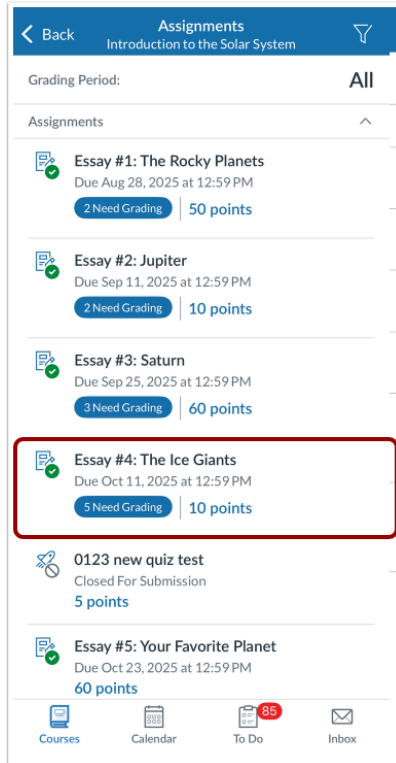 Back
Assignments
Introduction to the Solar System
Grading Period: All
Assignments
Essay #1: The Rocky Planets
Due Aug 28, 2025 at 12:59 PM
2 Need Grading 50 points
Essay #2: Jupiter
Due Sep 11, 2025 at 12:59 PM
2 Need Grading 10 points
Essay #3: Saturn
Due Sep 25, 2025 at 12:59 PM
3 Need Grading 60 points
Essay #4: The Ice Giants
Due Oct 11, 2025 at 12:59 PM
5 Need Grading 10 points
0123 new quiz test
Closed For Submission
5 points
Essay #5: Your Favorite Planet
Due Oct 23, 2025 at 12:59 PM
60 points
85
Courses Calendar To Do Inbox